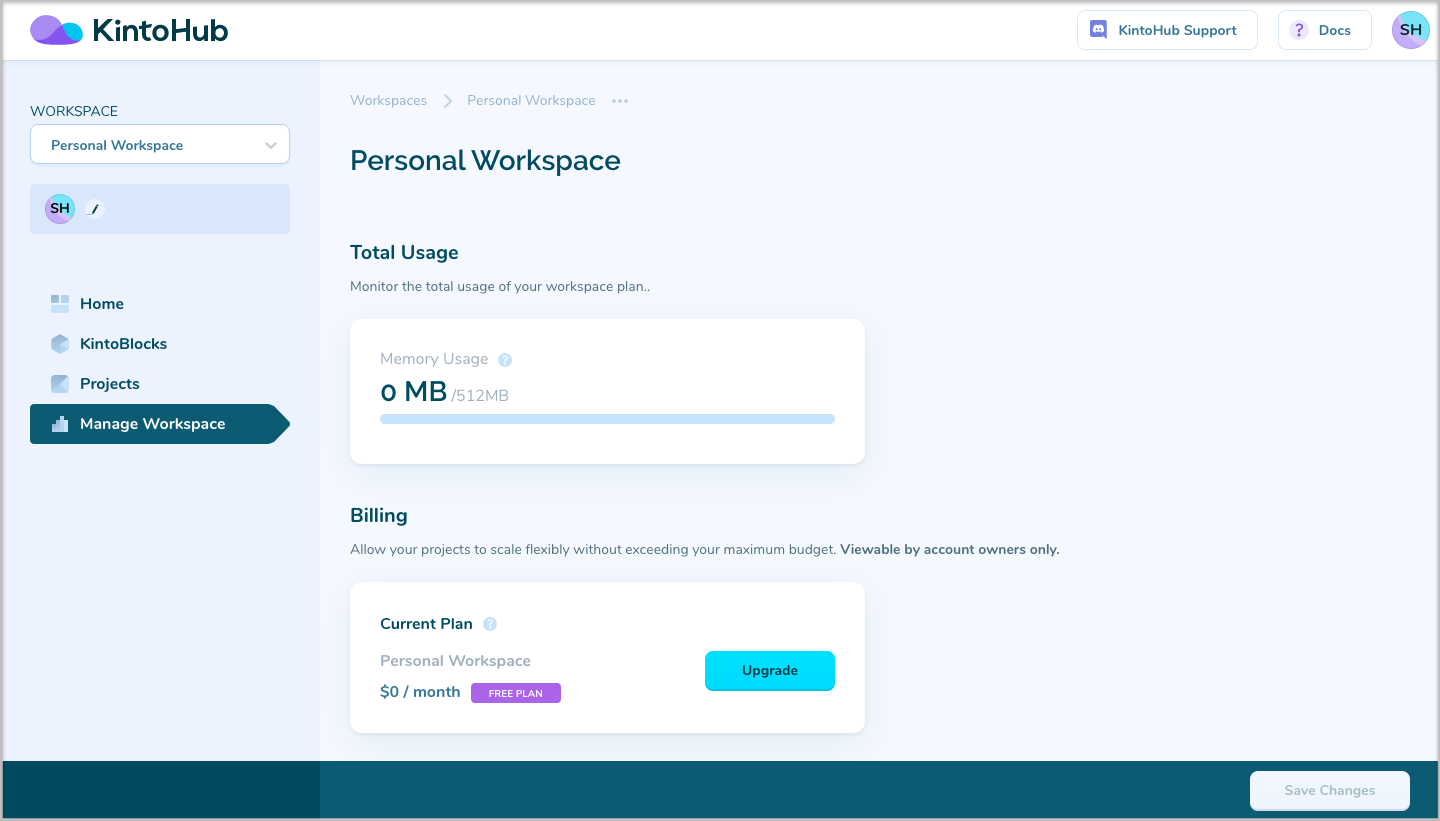 KintoHub
KintoHub Support
? Docs
SH
WORKSPACE
Personal Workspace
SH
Home
KintoBlocks
Projects
Manage Workspace
Workspaces Personal Workspace •••
Personal Workspace
Total Usage
Monitor the total usage of your workspace plan..
Memory Usage ?
0 MB /512MB
Billing
Allow your projects to scale flexibly without exceeding your maximum budget. Viewable by account owners only.
Current Plan ?
Personal Workspace
$0 / month FREE PLAN
Upgrade
Save Changes